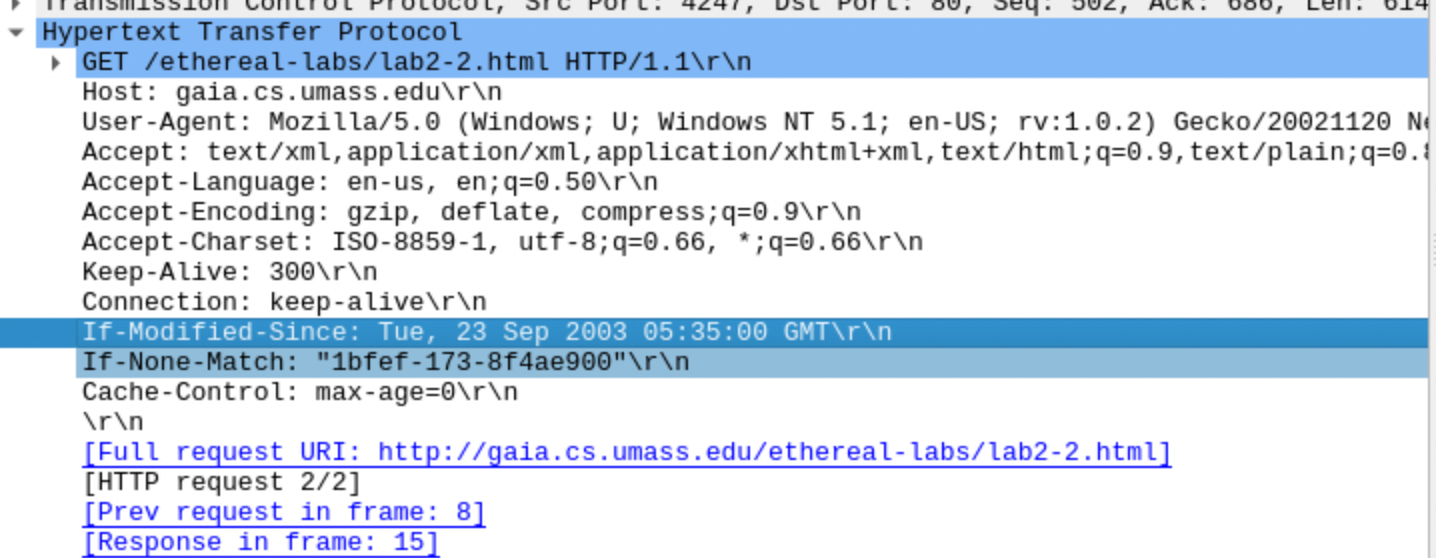 Transmission Control Protocol, Src Port: 4247, Dst Port: 80, Seq: 502, Ack: 686, Len: 614
Hypertext Transfer Protocol
GET /ethereal-labs/lab2-2.html HTTP/1.1\r\n
Host: gaia.cs.umass.edu\r\n
User-Agent: Mozilla/5.0 (Windows; U; Windows NT 5.1; en-US; rv:1.0.2) Gecko/20021120
Accept: text/xml,application/xml,application/xhtml+xml,text/html;q=0.9,text/plain;q=0.8
Accept-Language: en-us, en;q=0.50\r\n
Accept-Encoding: gzip, deflate, compress;q=0.9\r\n
Accept-Charset: ISO-8859-1, utf-8;q=0.66, *;q=0.66\r\n
Keep-Alive: 300\r\n
Connection: keep-alive\r\n
If-Modified-Since: Tue, 23 Sep 2003 05:35:00 GMT\r\n
If-None-Match: "1bfef-173-8f4ae900"\r\n
Cache-Control: max-age=0\r\n
\r\n
[Full request URI: http://gaia.cs.umass.edu/ethereal-labs/lab2-2.html]
[HTTP request 2/2]
[Prev request in frame: 8]
[Response in frame: 15]